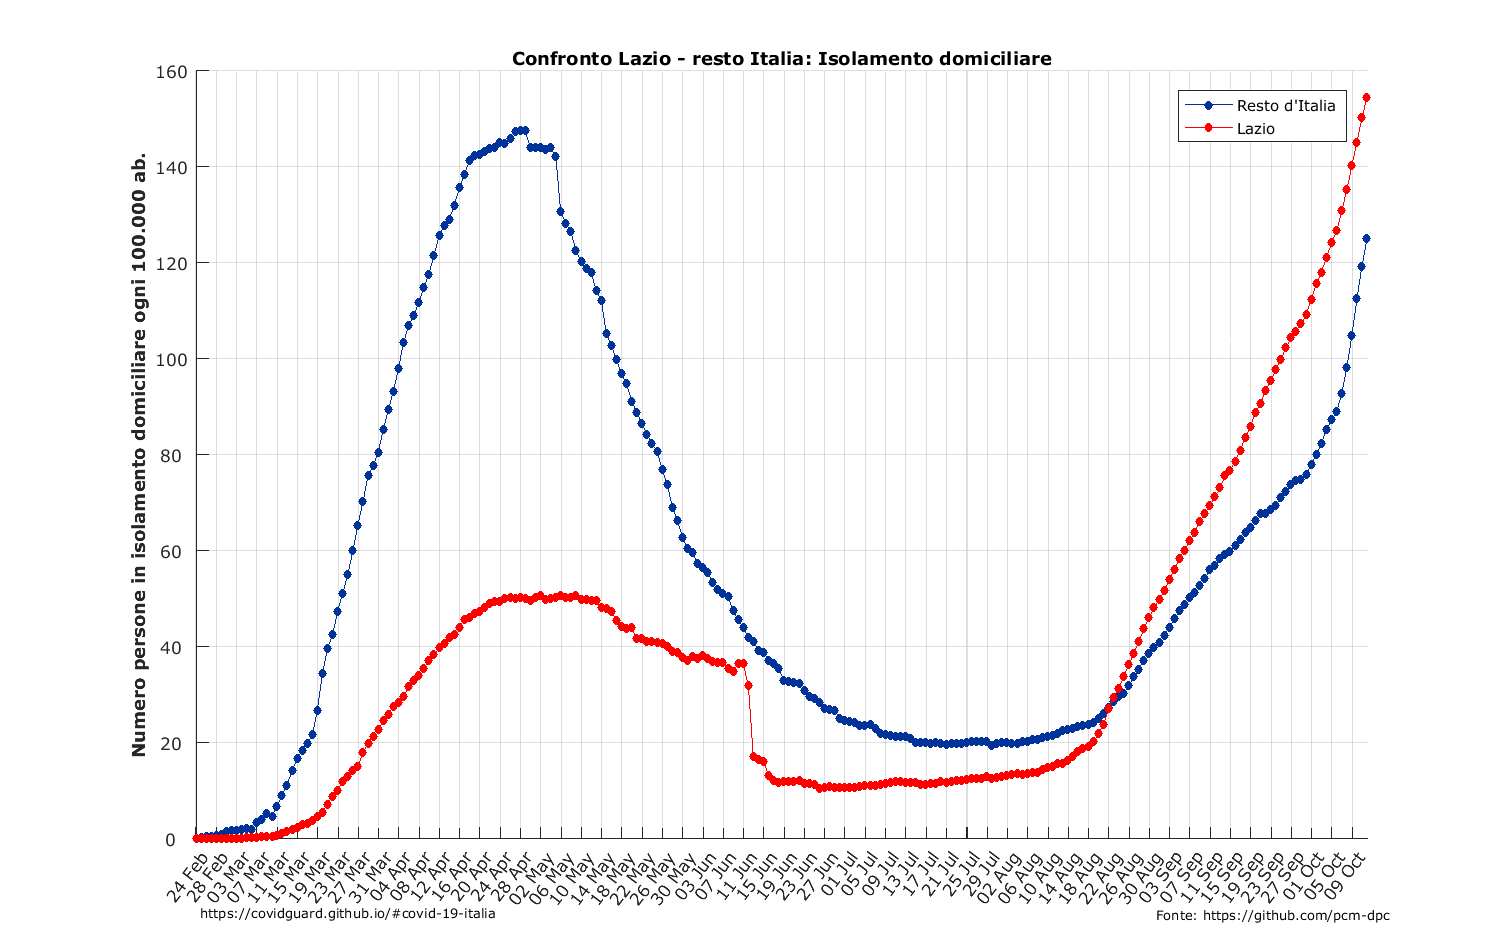 Confronto Lazio - resto Italia: Isolamento domiciliare
Resto d'Italia
Lazio
Numero persone in isolamento domiciliare ogni 100.000 ab.
160
140
120
100
80
60
40
20
0
24 Feb
28 Feb
03 Mar
07 Mar
11 Mar
15 Mar
19 Mar
23 Mar
27 Mar
31 Mar
04 Apr
08 Apr
12 Apr
16 Apr
20 Apr
24 Apr
28 Apr
02 May
06 May
10 May
14 May
18 May
22 May
26 May
30 May
03 Jun
07 Jun
11 Jun
15 Jun
19 Jun
23 Jun
27 Jun
01 Jul
05 Jul
09 Jul
13 Jul
17 Jul
21 Jul
25 Jul
29 Jul
02 Aug
06 Aug
10 Aug
14 Aug
18 Aug
22 Aug
26 Aug
30 Aug
03 Sep
07 Sep
11 Sep
15 Sep
19 Sep
23 Sep
27 Sep
01 Oct
05 Oct
09 Oct
https://covidguard.github.io/#covid-19-italia
Fonte: https://github.com/pcm-dpc